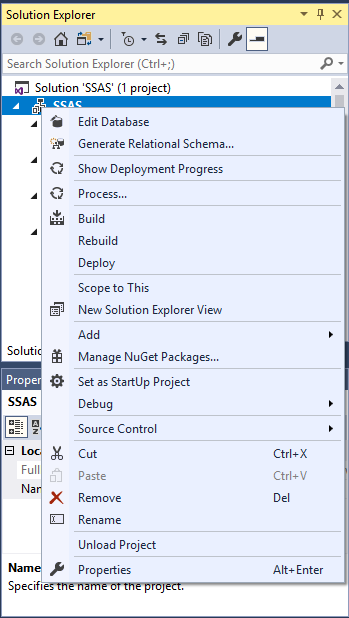 Solution Explorer
Search Solution Explorer (Ctrl+;)
Solution 'SSAS' (1 project)
SSAS
Edit Database
Generate Relational Schema...
Show Deployment Progress
Process...
Build
Rebuild
Deploy
Scope to This
New Solution Explorer View
Add
Manage NuGet Packages...
Set as StartUp Project
Debug
Source Control
Cut Ctrl+X
Paste Ctrl+V
Remove Del
Rename
Unload Project
Properties Alt+Enter
Solu
Prope
SSAS
Loca
Full
Nan
Name
Specifies the name of the project.